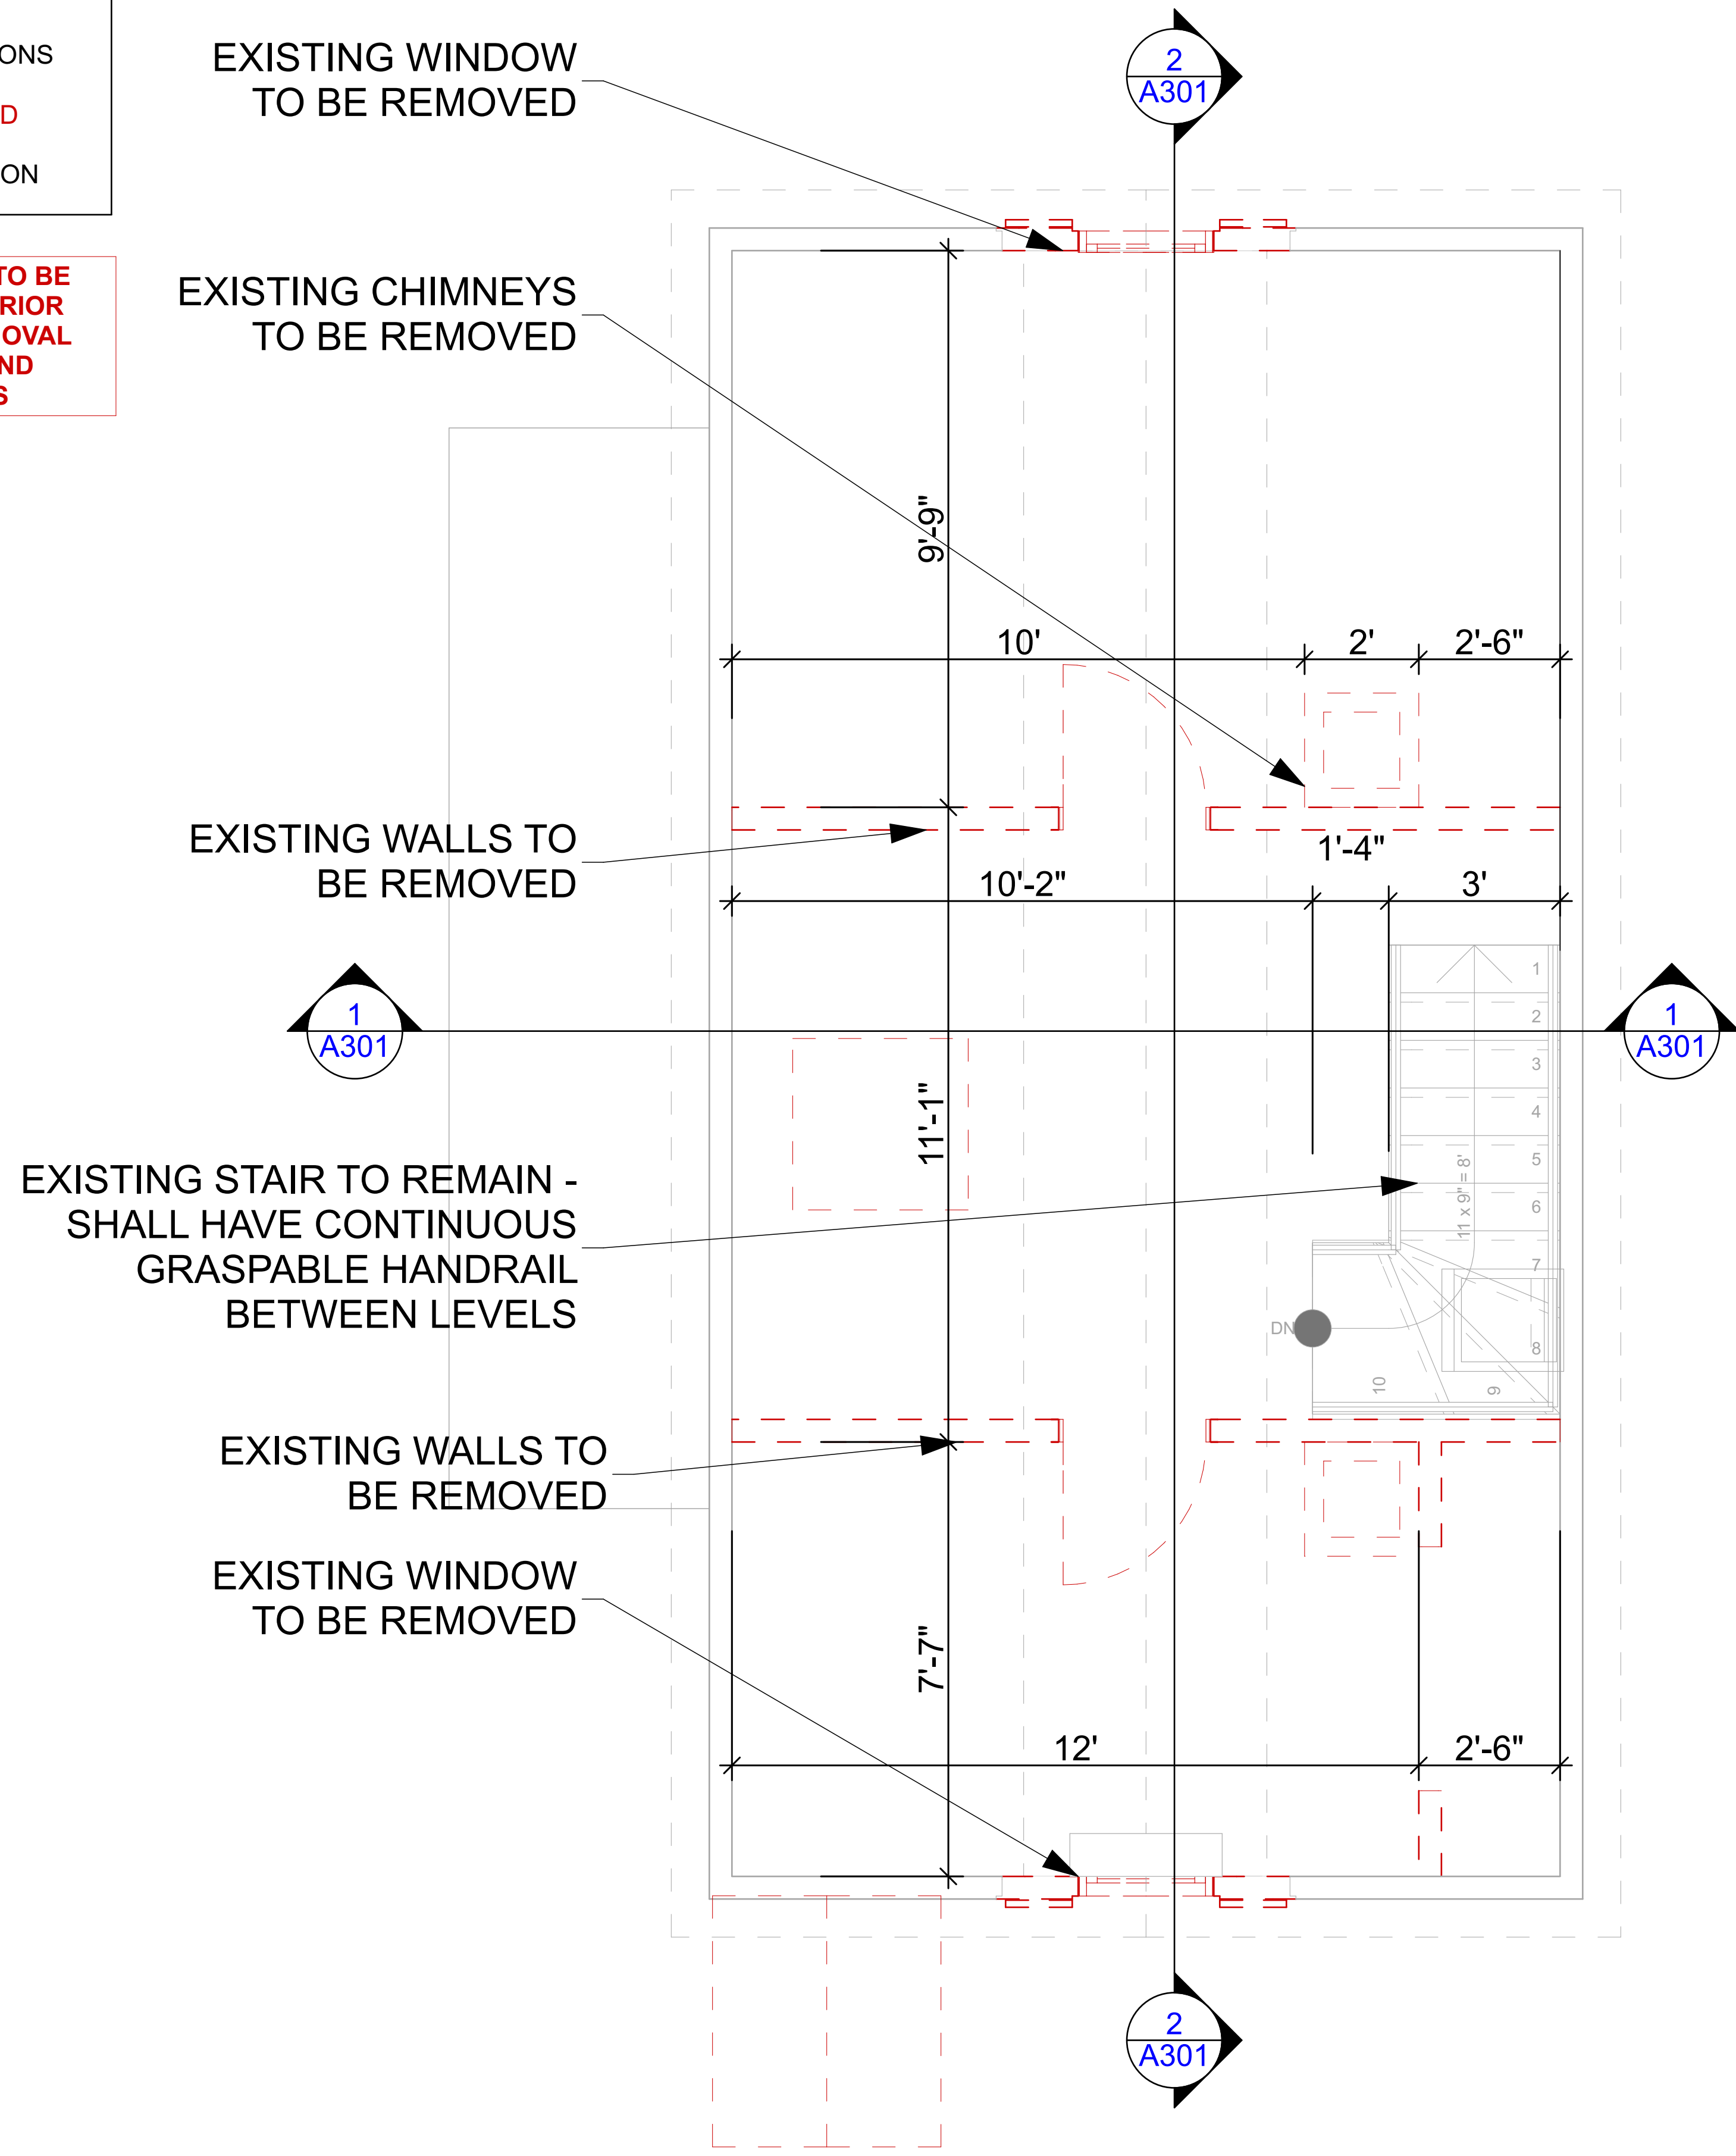 ONS
D
ON
TO BE
RIOR
OVAL
ND
S
EXISTING WINDOW
TO BE REMOVED
2
A301
EXISTING CHIMNEYS
TO BE REMOVED
9'-9"
10'
2'
2'-6"
EXISTING WALLS TO
BE REMOVED
1'-4"
10'-2"
3'
1
A301
1
A301
1
2
3
4
5
6
7
8
9
10
11 x 9" = 8'
DN
11'-1"
EXISTING STAIR TO REMAIN -
SHALL HAVE CONTINUOUS
GRASPABLE HANDRAIL
BETWEEN LEVELS
EXISTING WALLS TO
BE REMOVED
EXISTING WINDOW
TO BE REMOVED
7'-7"
12'
2'-6"
2
A301